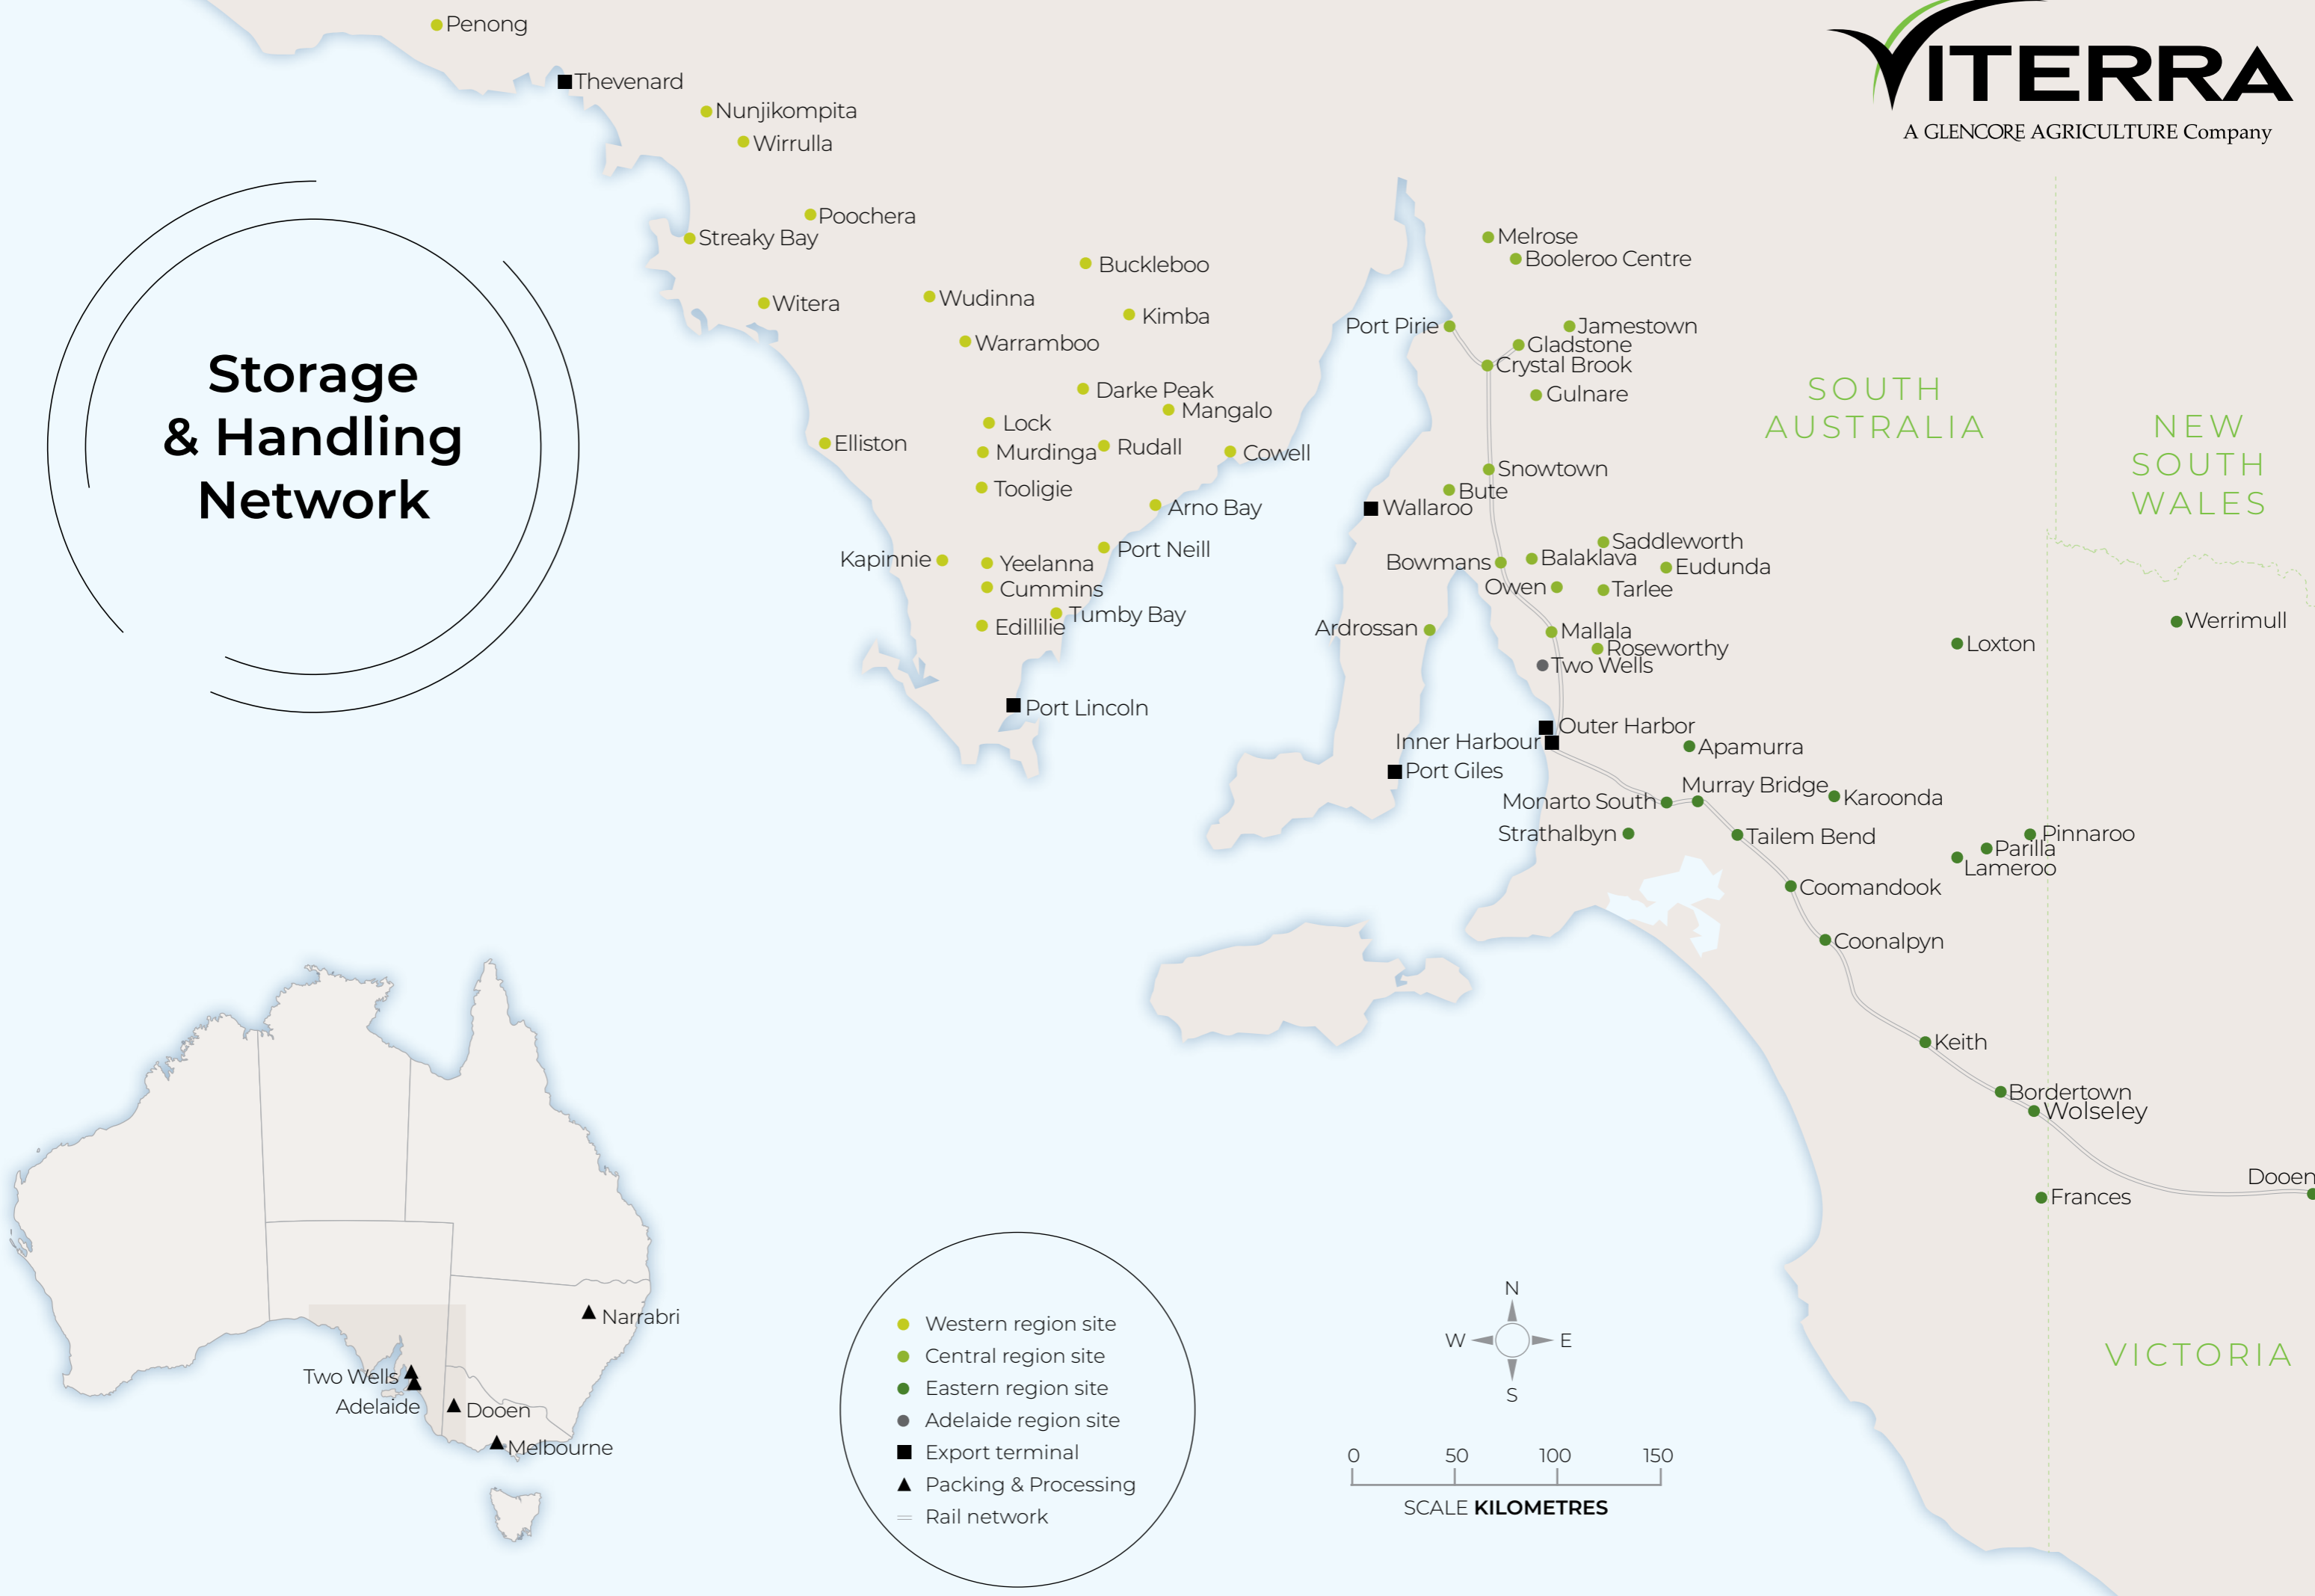 VITERRA
A GLENCORE AGRICULTURE Company
Storage
& Handling
Network
Penong
Thevenard
Nunjikompita
Wirrulla
Poochera
Streaky Bay
Buckleboo
Witera
Wudinna
Kimba
Warramboo
Darke Peak
Mangalo
Lock
Elliston
Murdinga
Rudall
Cowell
Tooligie
Arno Bay
Port Neill
Kapinnie
Yeelanna
Cummins
Tumby Bay
Edillilie
Port Lincoln
Melrose
Booleroo Centre
Port Pirie
Jamestown
Gladstone
Crystal Brook
Gulnare
Snowtown
Bute
Wallaroo
Saddleworth
Bowmans
Balaklava
Eudunda
Owen
Tarlee
Ardrossan
Mallala
Roseworthy
Two Wells
Outer Harbor
Inner Harbour
Port Giles
Apamurra
Murray Bridge
Monarto South
Karoonda
Strathalbyn
Tailem Bend
Pinnaroo
Parilla
Lameroo
Coomandook
Coonalpyn
Keith
Bordertown
Wolseley
Dooen
Frances
Loxton
Werrimull
SOUTH
AUSTRALIA
NEW
SOUTH
WALES
VICTORIA
Narrabri
Two Wells
Adelaide
Dooen
Melbourne
Western region site
Central region site
Eastern region site
Adelaide region site
Export terminal
Packing & Processing
Rail network
N
W
E
S
0 50 100 150
SCALE KILOMETRES